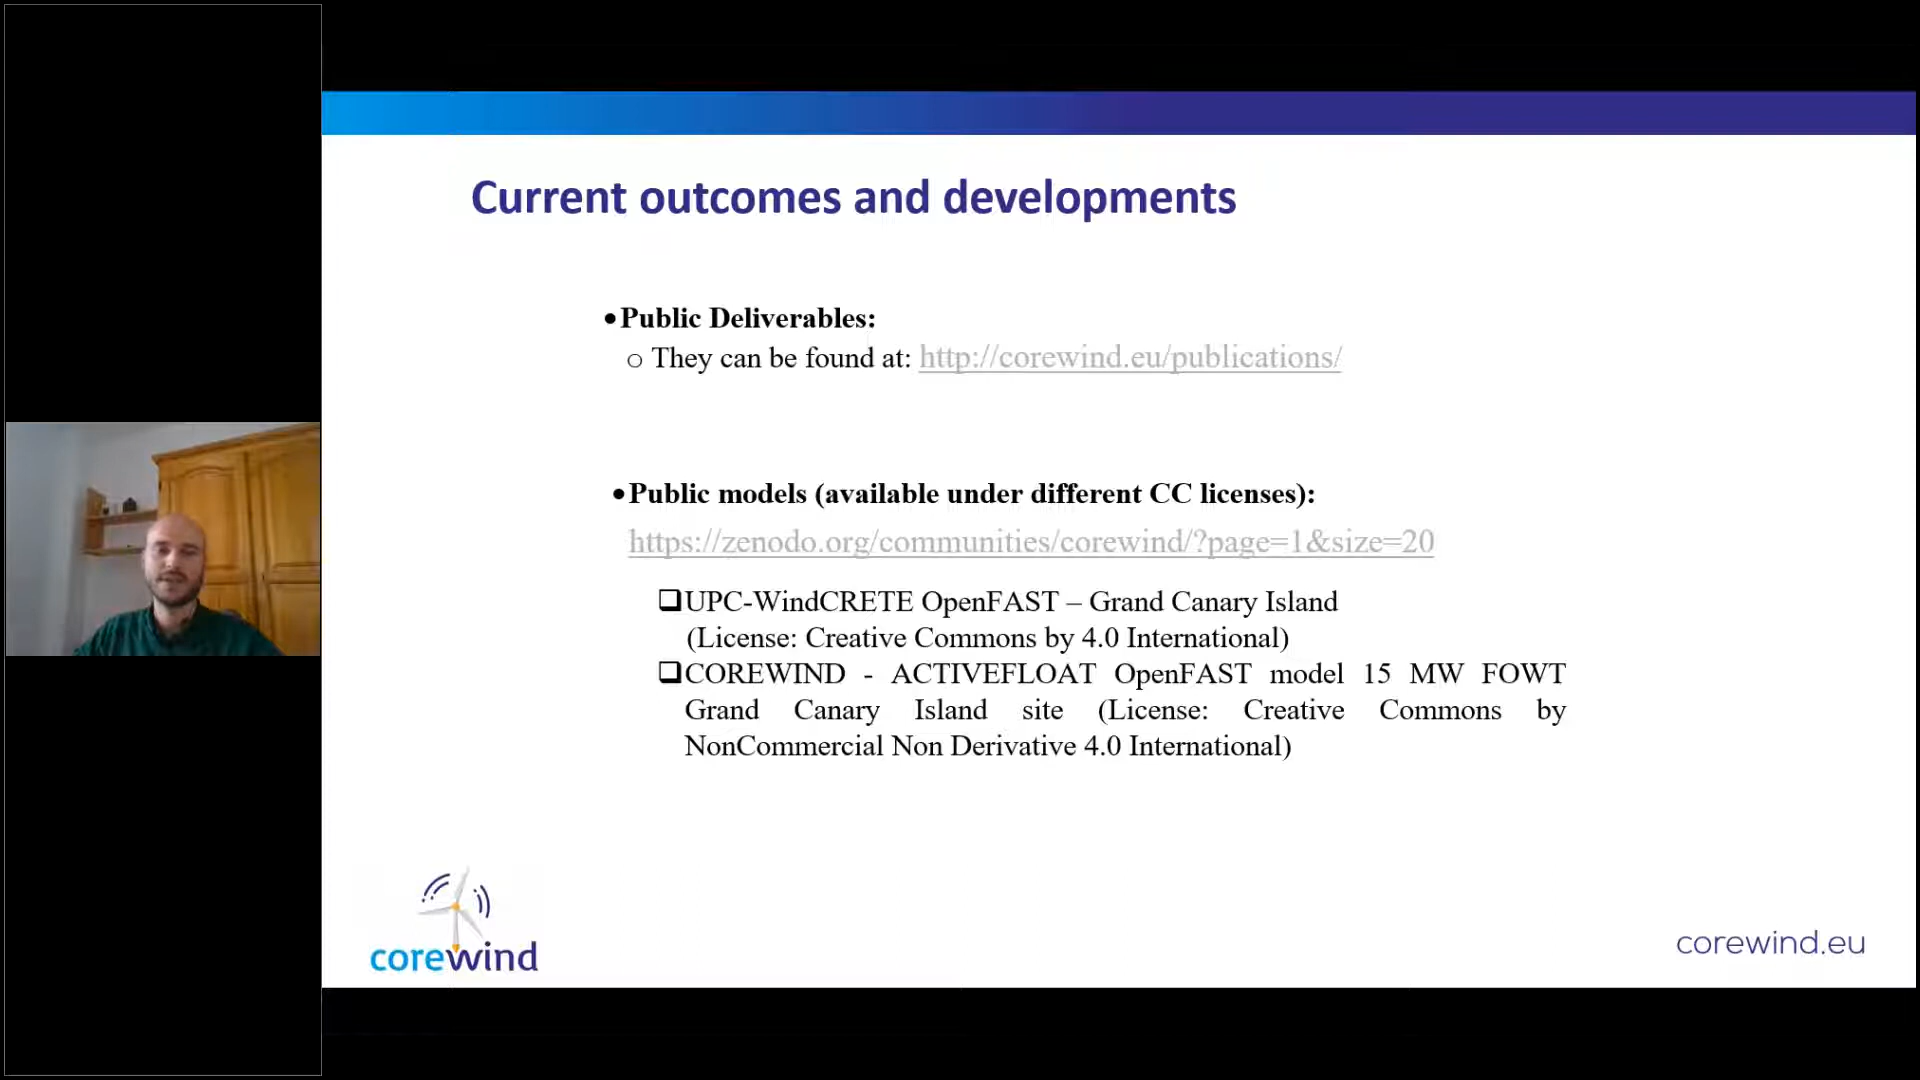 Current outcomes and developments
•Public Deliverables:
o They can be found at: http://corewind.eu/publications/
•Public models (available under different CC licenses):
https://zenodo.org/communities/corewind/?page=1&size=20
❑UPC-WindCRETE OpenFAST – Grand Canary Island
(License: Creative Commons by 4.0 International)
❑COREWIND - ACTIVEFLOAT OpenFAST model 15 MW FOWT
Grand Canary Island site (License: Creative Commons by
NonCommercial Non Derivative 4.0 International)
corewind
corewind.eu